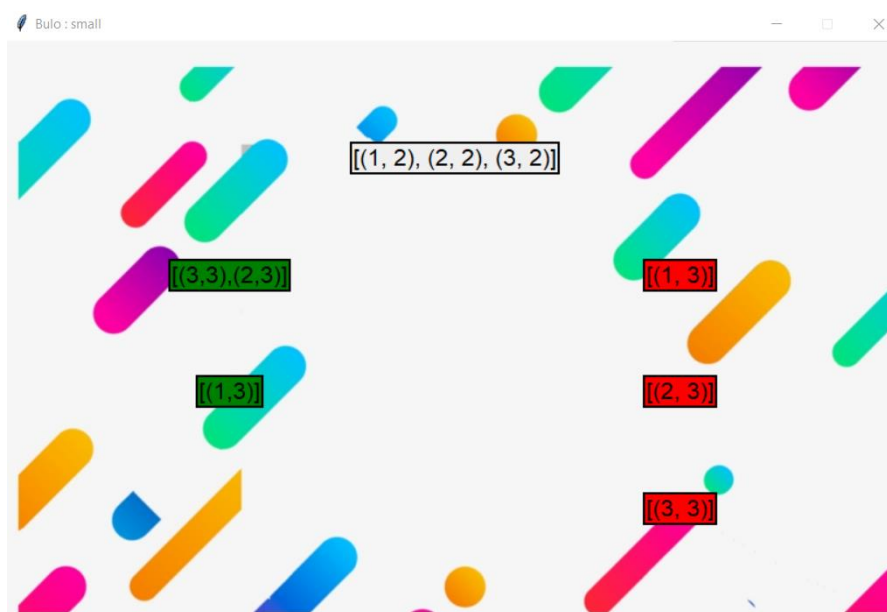 Bulo : small
[(1, 2), (2, 2), (3, 2)]
[(3,3),(2,3)]
[(1, 3)]
[(1,3)]
[(2, 3)]
[(3, 3)]